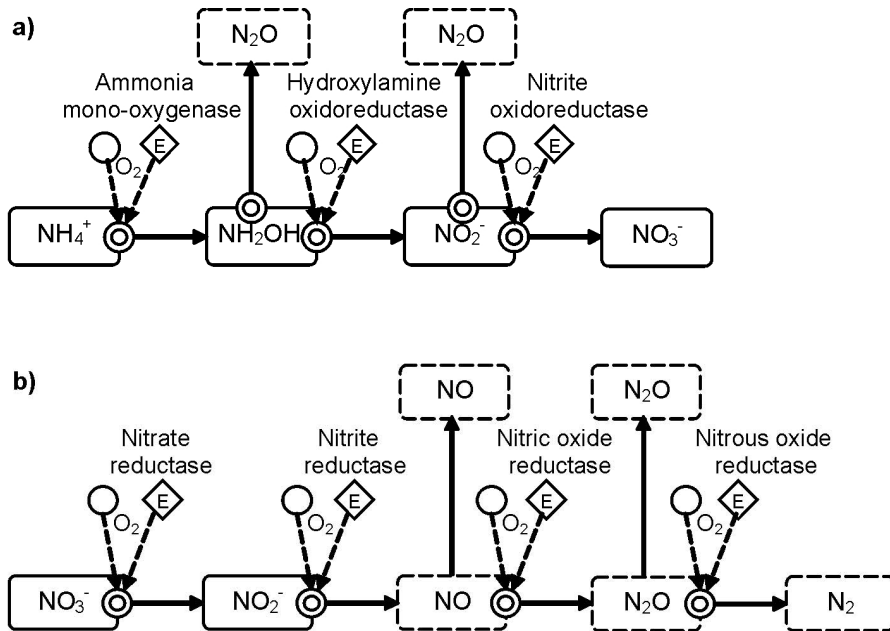 a)
N₂O
N₂O
Ammonia
mono-oxygenase
Hydroxylamine
oxidoreductase
Nitrite
oxidoreductase
E
E
E
O₂
O₂
O₂
NH₄⁺
NH₂OH
NO₂⁻
NO₃⁻
b)
NO
N₂O
Nitrate
reductase
Nitrite
reductase
Nitric oxide
reductase
Nitrous oxide
reductase
E
E
E
E
O₂
O₂
O₂
O₂
NO₃⁻
NO₂⁻
NO
N₂O
N₂